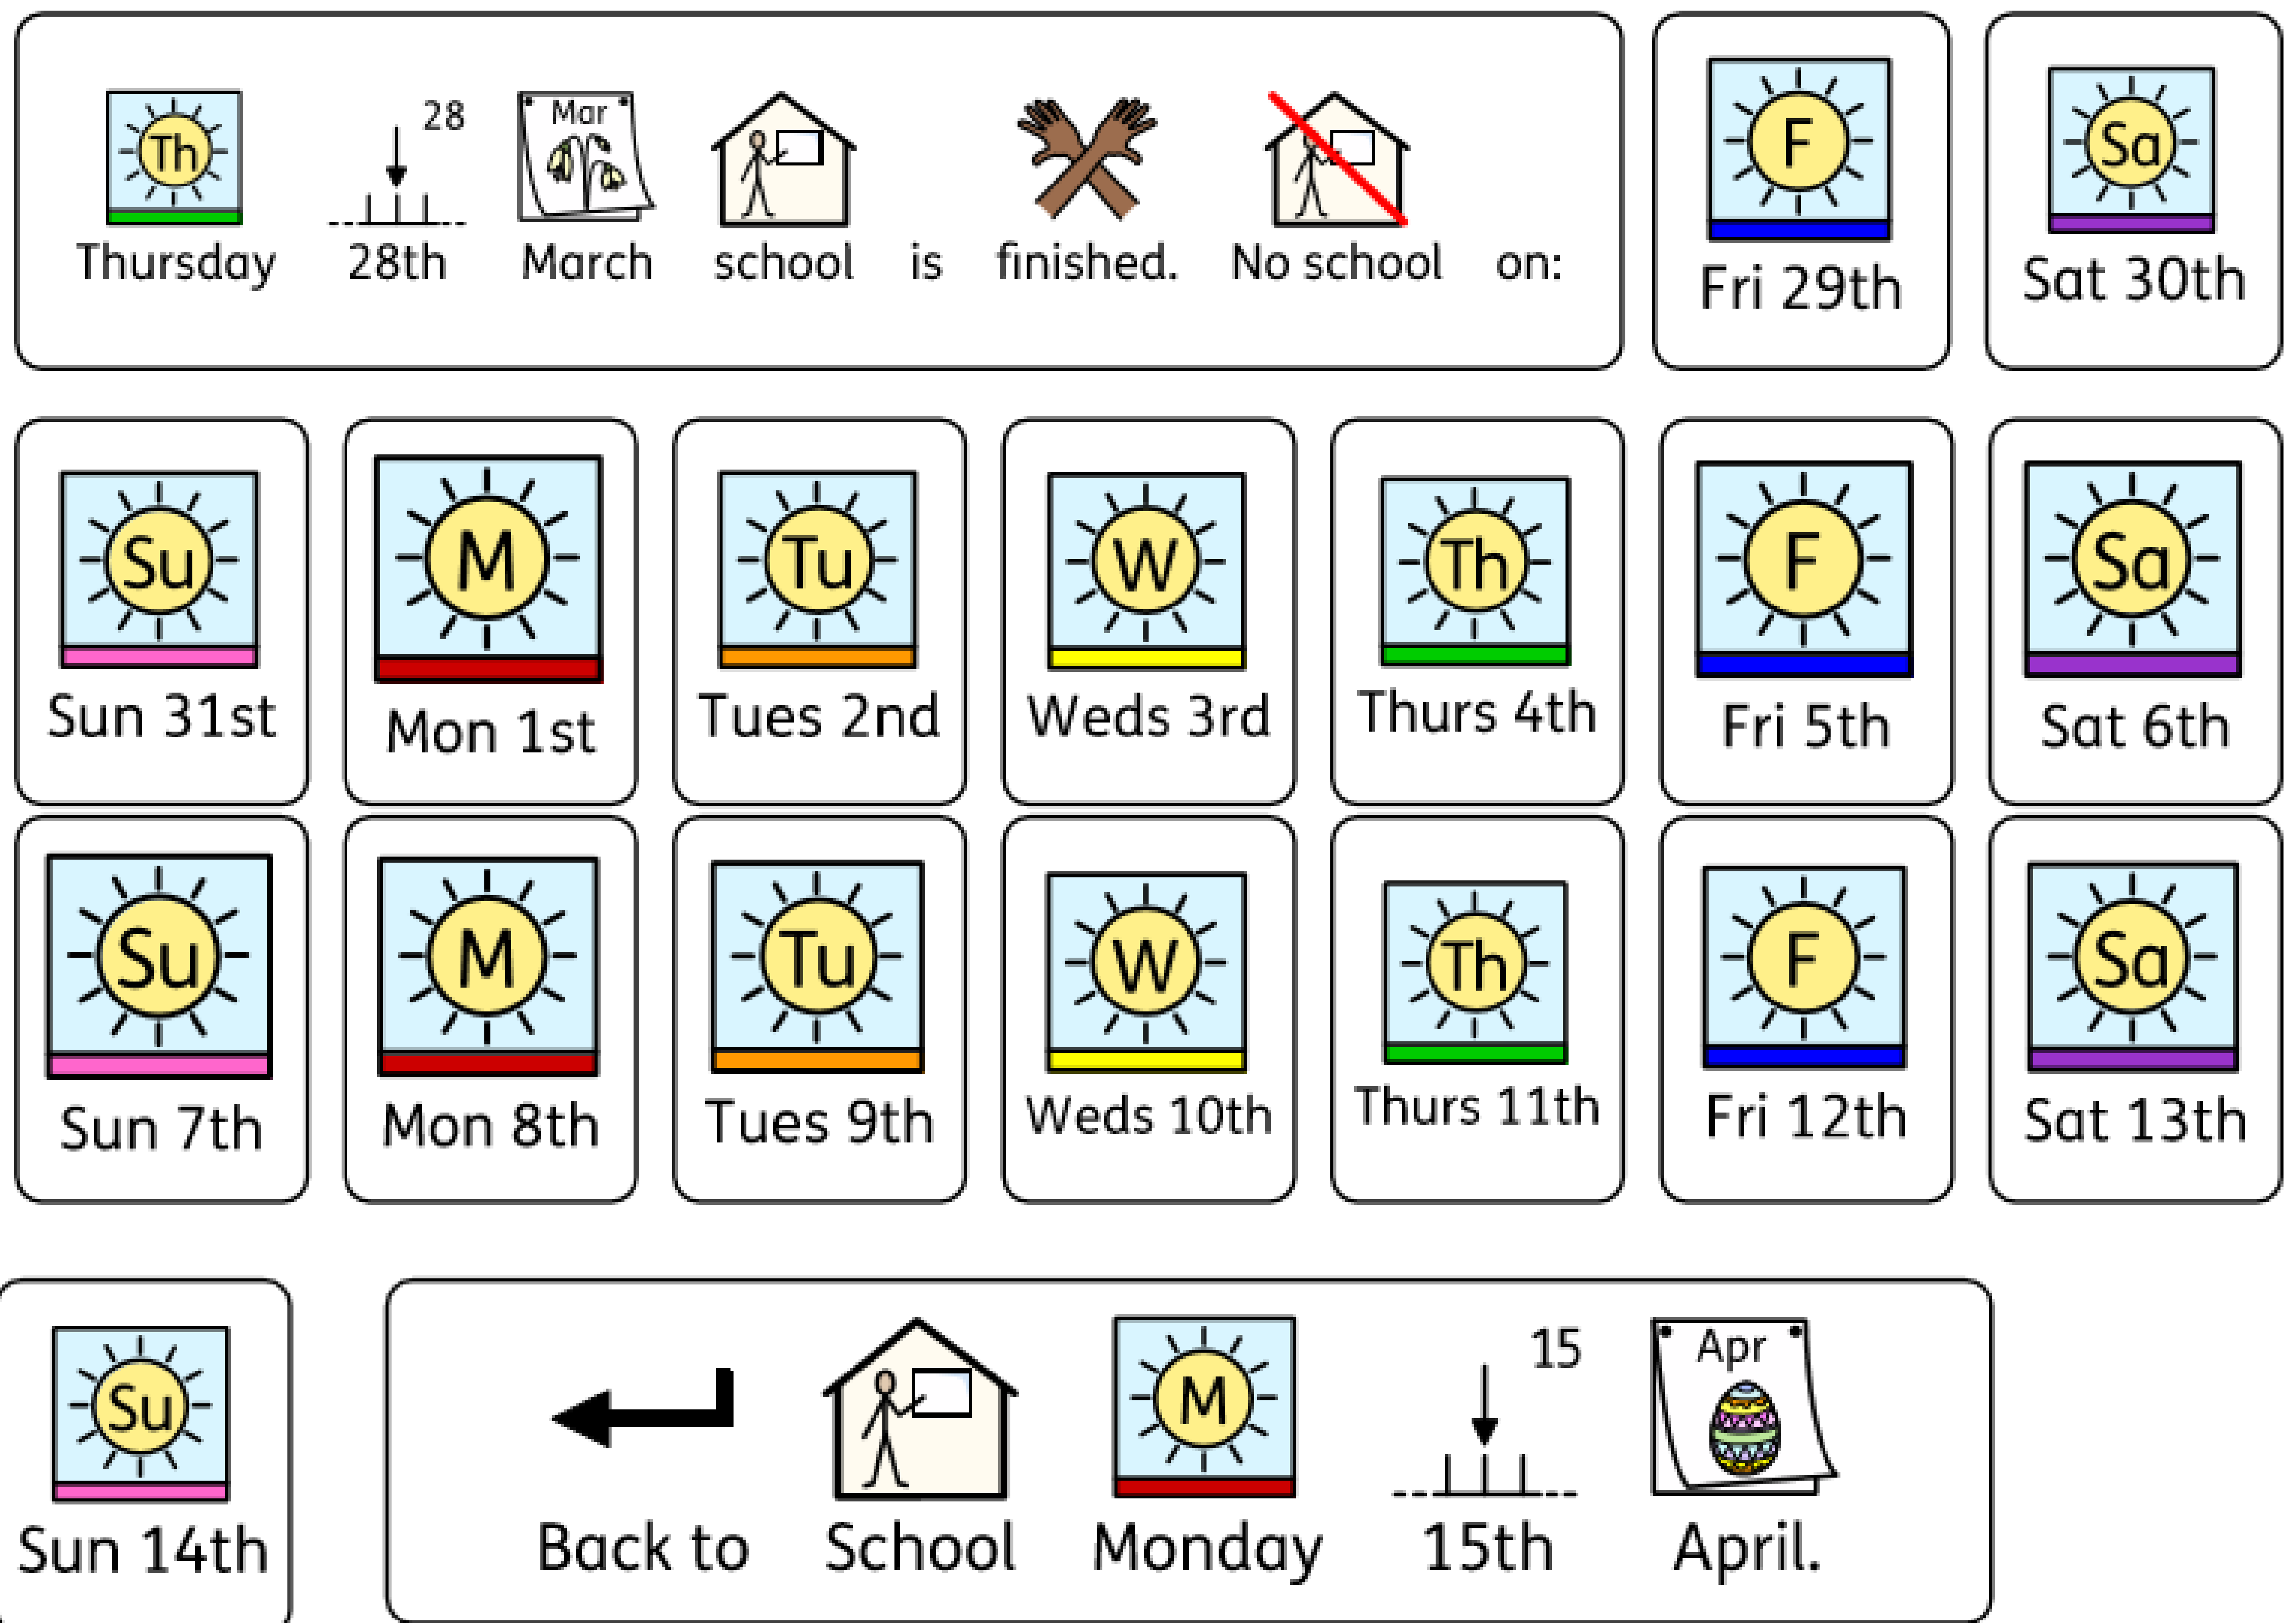 Th 28 Mar F Sa
Thursday 28th March school is finished. No school on:
Fri 29th Sat 30th
Su M Tu W Th F Sa
Sun 31st Mon 1st Tues 2nd Weds 3rd Thurs 4th Fri 5th Sat 6th
Su M Tu W Th F Sa
Sun 7th Mon 8th Tues 9th Weds 10th Thurs 11th Fri 12th Sat 13th
Su M 15 Apr
Sun 14th Back to School Monday 15th April.